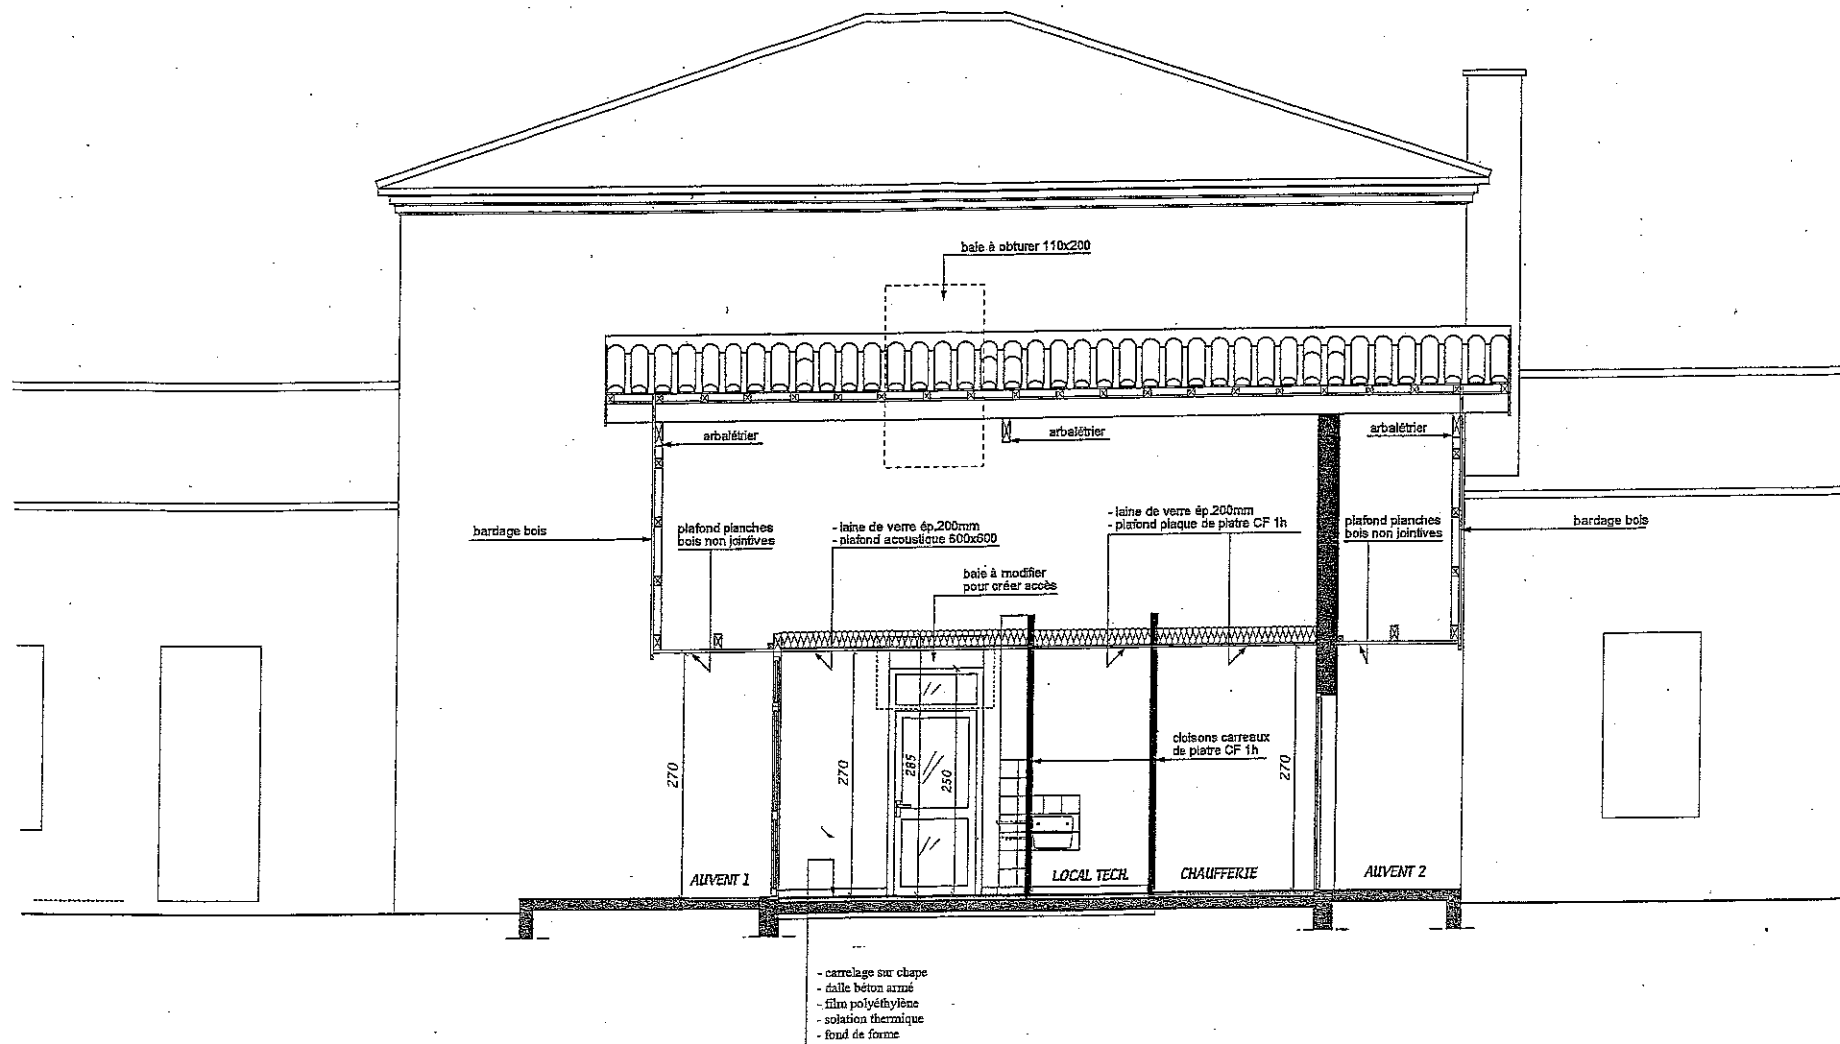 baie à obturer 110x200
arbalétrier
arbalétrier
arbalétrier
bardage bois
plafond planches
bois non jointives
- laine de verre ép.200mm
- plafond acoustique 600x600
- laine de verre ép.200mm
- plafond plaque de platre CF 1h
plafond planches
bois non jointives
bardage bois
baie à modifier
pour créer accès
cloisons carreaux
de platre CF 1h
270
270
285
250
270
AUVENT 1
LOCAL TECH.
CHAUFFERIE
AUVENT 2
- carrelage sur chape
- dalle béton armé
- film polyéthylène
- solation thermique
- fond de forme